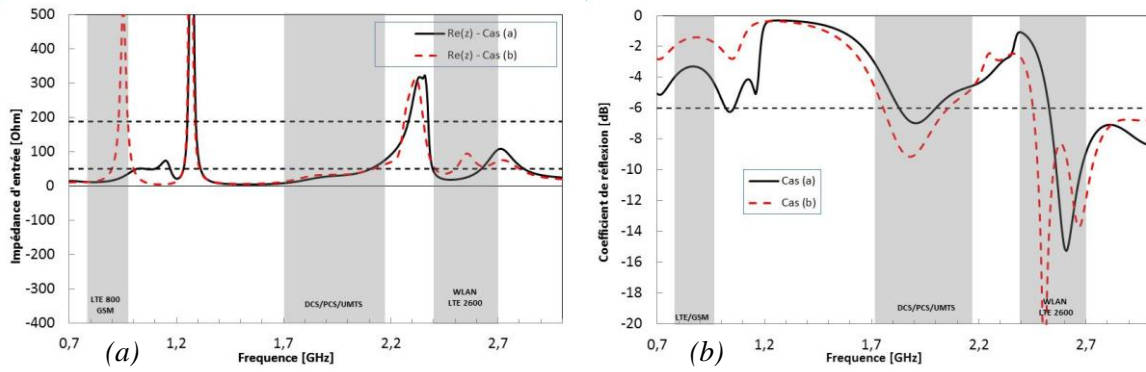 500
400
300
200
100
0
-100
-200
-300
-400
Impédance d'entrée [Ohm]
Re(z) - Cas (a)
Re(z) - Cas (b)
LTE 800
GSM
DCS/PCS/UMTS
WLAN
LTE 2600
0,7
1,2
1,7
2,2
2,7
Frequence [GHz]
(a)
0
-2
-4
-6
-8
-10
-12
-14
-16
-18
-20
Coefficient de réflexion [dB]
Cas (a)
Cas (b)
LTE/GSM
DCS/PCS/UMTS
WLAN
LTE 2600
0,7
1,2
1,7
2,2
2,7
Frequence [GHz]
(b)